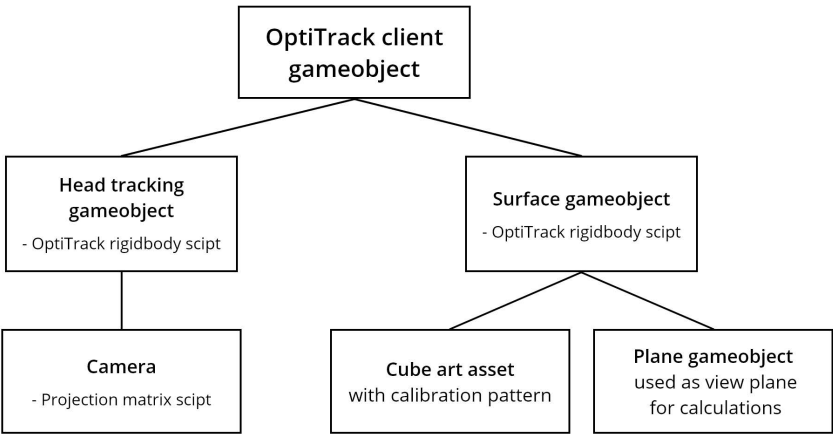 OptiTrack client
gameobject
Head tracking
gameobject
- OptiTrack rigidbody scipt
Surface gameobject
- OptiTrack rigidbody scipt
Camera
- Projection matrix scipt
Cube art asset
with calibration pattern
Plane gameobject
used as view plane
for calculations